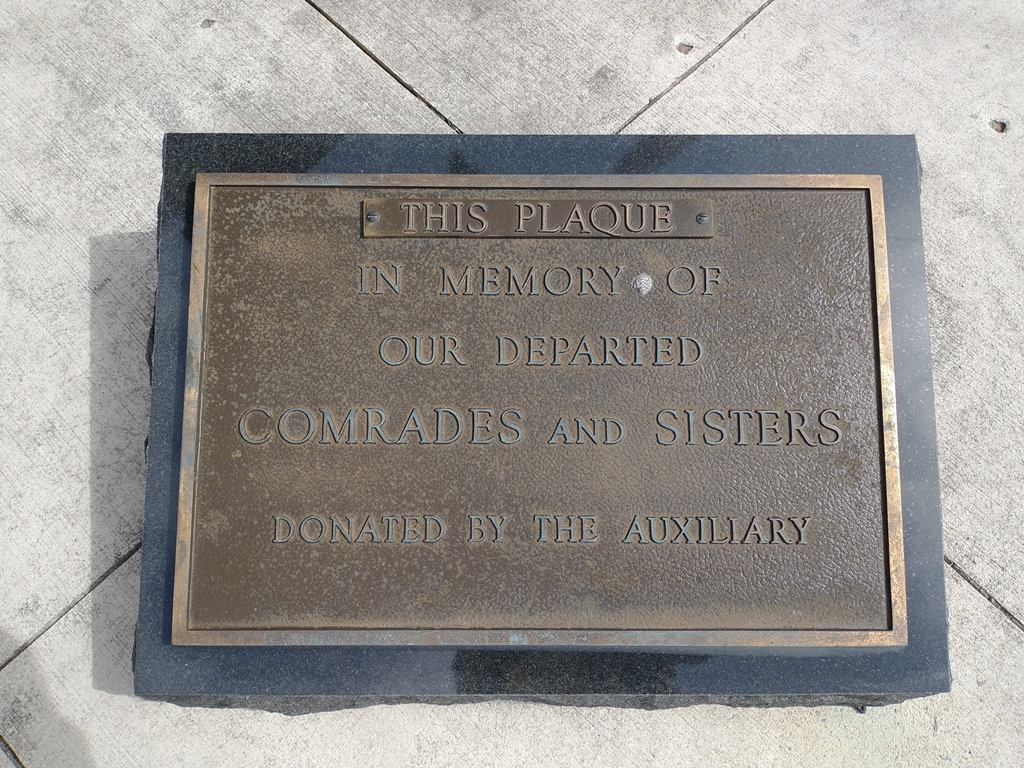 THIS PLAQUE
IN MEMORY OF
OUR DEPARTED
COMRADES AND SISTERS
DONATED BY THE AUXILIARY